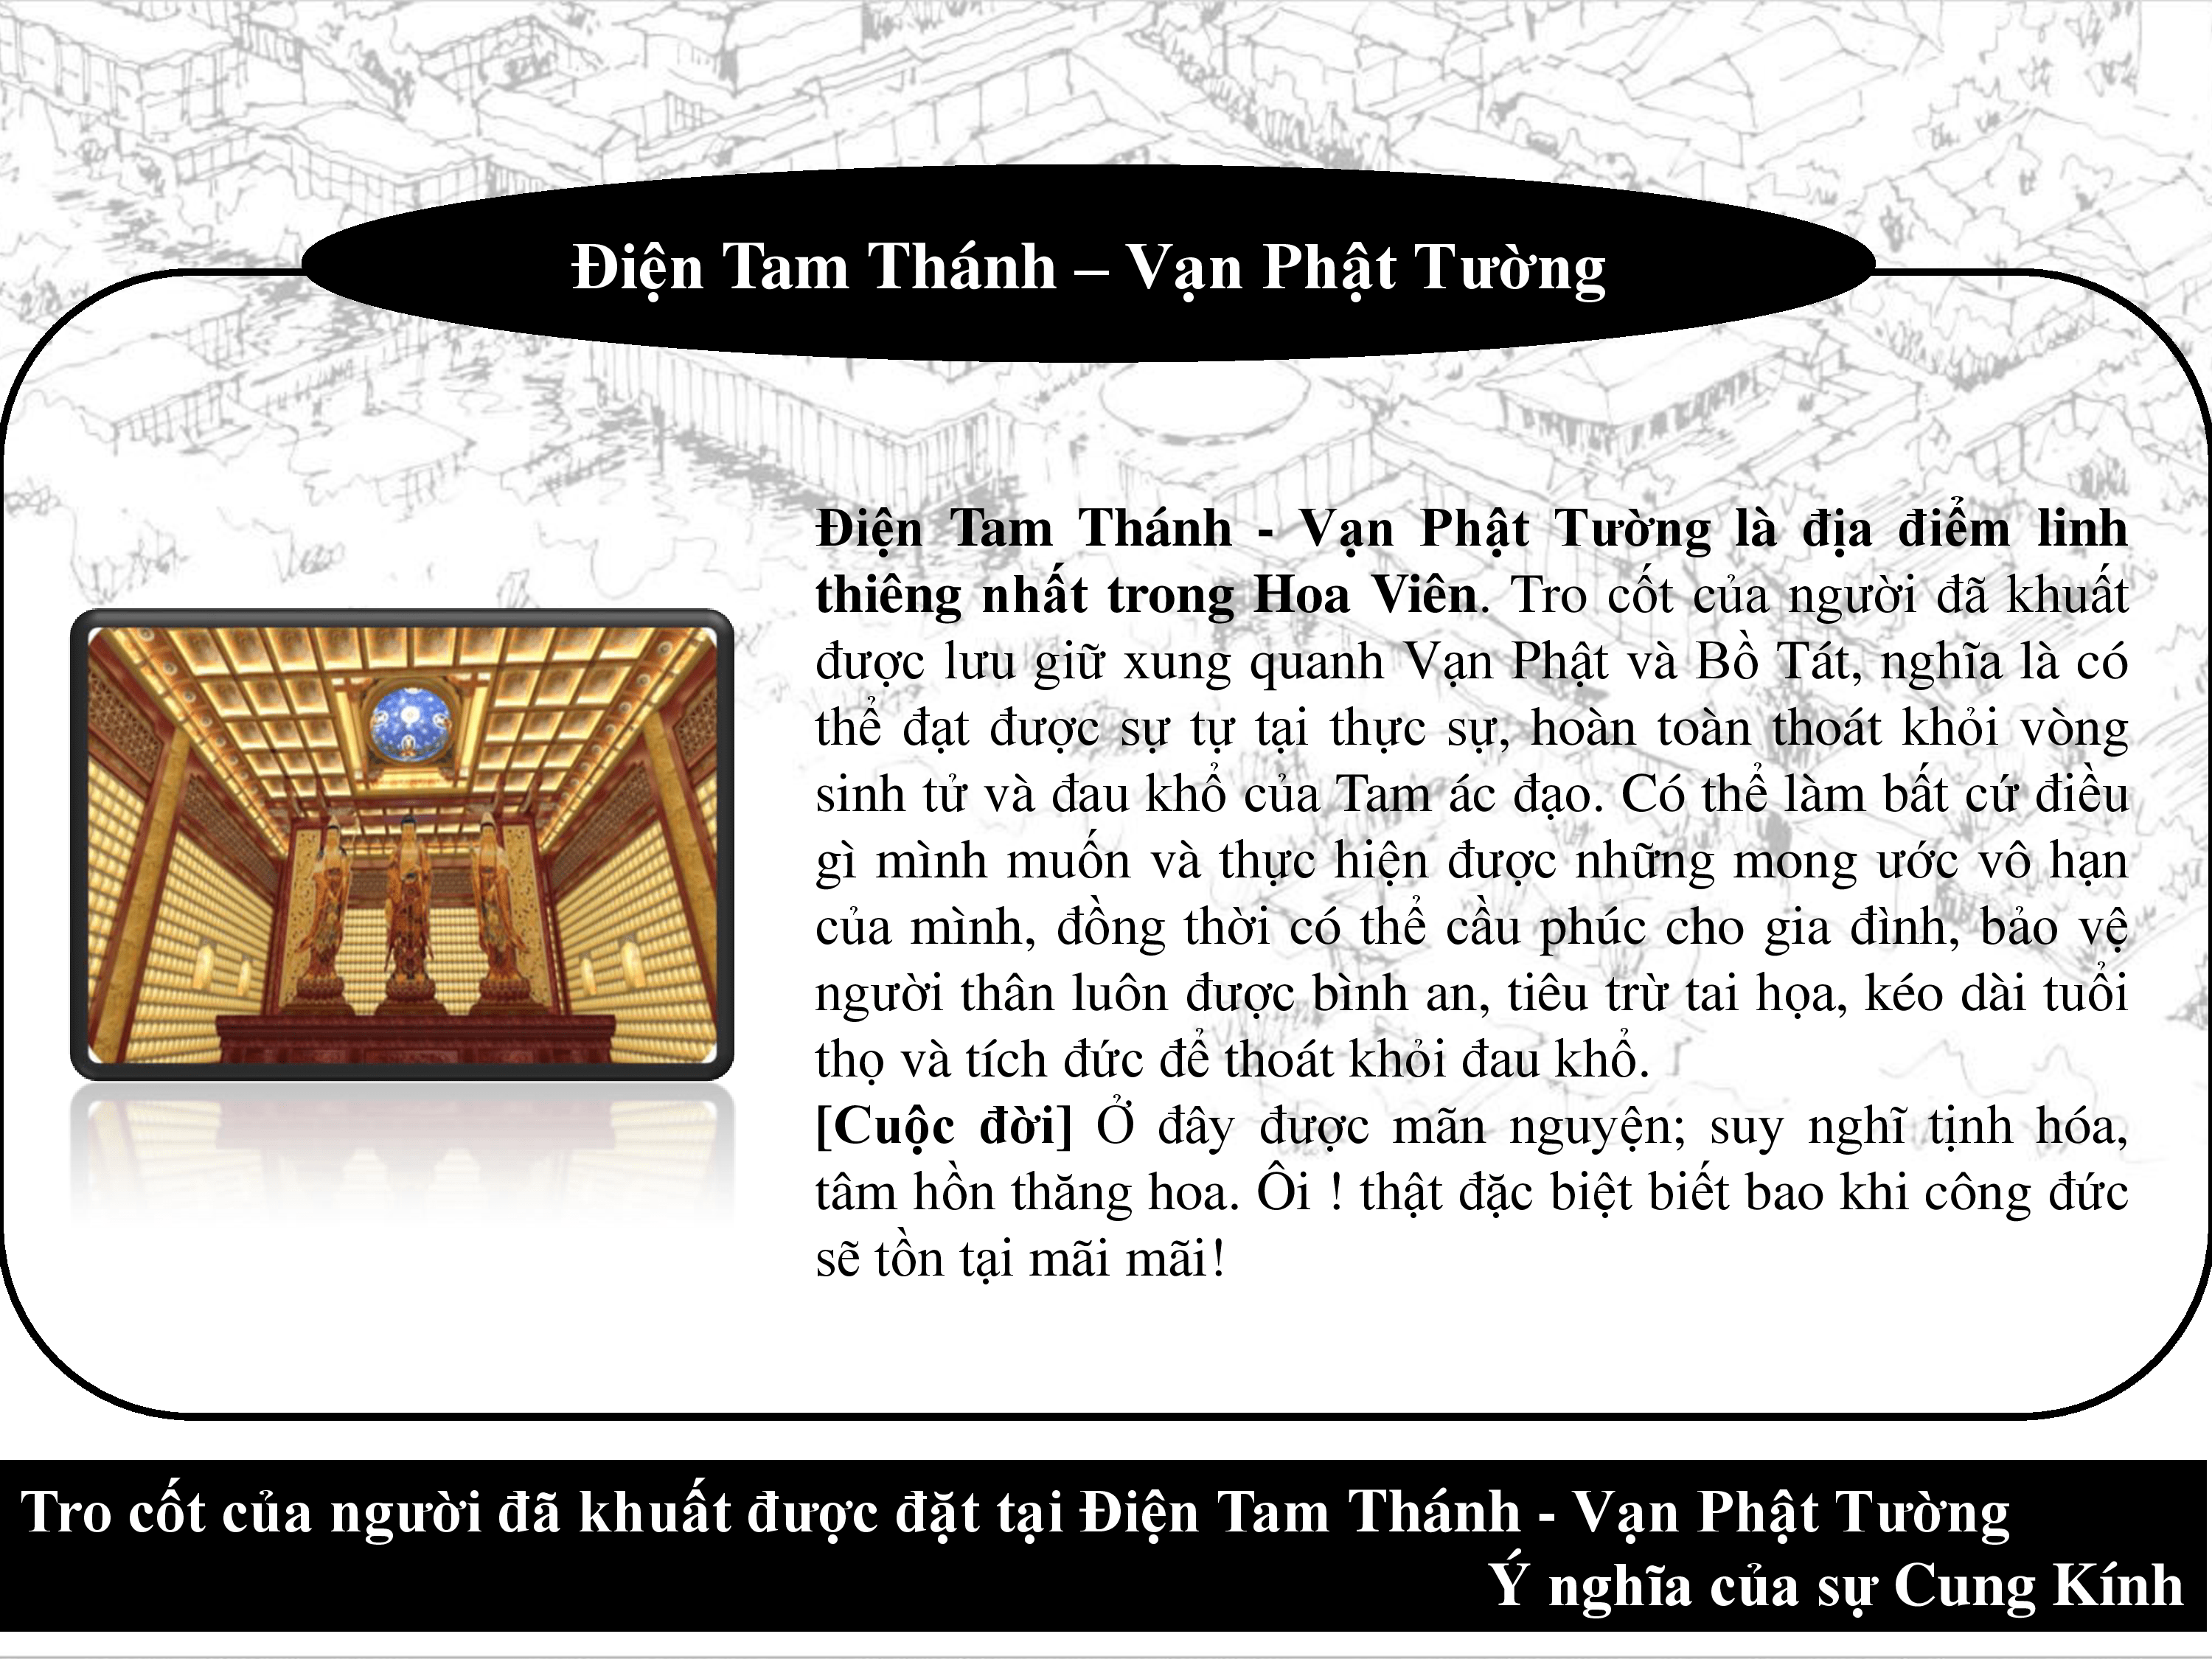 Điện Tam Thánh – Vạn Phật Tường
Điện Tam Thánh - Vạn Phật Tường là địa điểm linh
thiêng nhất trong Hoa Viên. Tro cốt của người đã khuất
được lưu giữ xung quanh Vạn Phật và Bồ Tát, nghĩa là có
thể đạt được sự tự tại thực sự, hoàn toàn thoát khỏi vòng
sinh tử và đau khổ của Tam ác đạo. Có thể làm bất cứ điều
gì mình muốn và thực hiện được những mong ước vô hạn
của mình, đồng thời có thể cầu phúc cho gia đình, bảo vệ
người thân luôn được bình an, tiêu trừ tai họa, kéo dài tuổi
thọ và tích đức để thoát khỏi đau khổ.
[Cuộc đời] Ở đây được mãn nguyện; suy nghĩ tịnh hóa,
tâm hồn thăng hoa. Ôi ! thật đặc biệt biết bao khi công đức
sẽ tồn tại mãi mãi!
Tro cốt của người đã khuất được đặt tại Điện Tam Thánh - Vạn Phật Tường
Ý nghĩa của sự Cung Kính